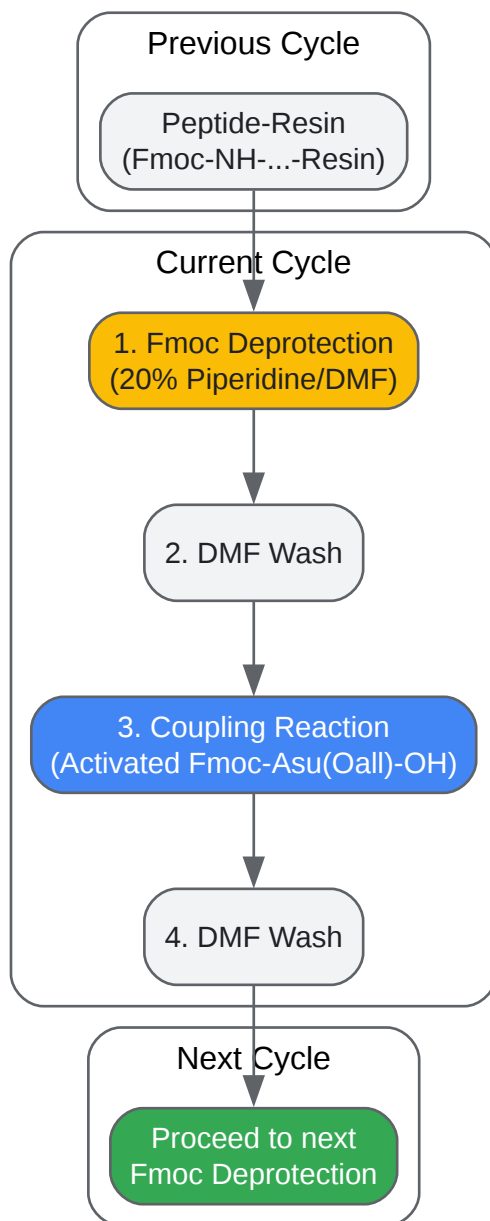 Previous Cycle
Peptide-Resin
(Fmoc-NH-...-Resin)
Current Cycle
1. Fmoc Deprotection
(20% Piperidine/DMF)
2. DMF Wash
3. Coupling Reaction
(Activated Fmoc-Asu(Oall)-OH)
4. DMF Wash
Next Cycle
Proceed to next
Fmoc Deprotection